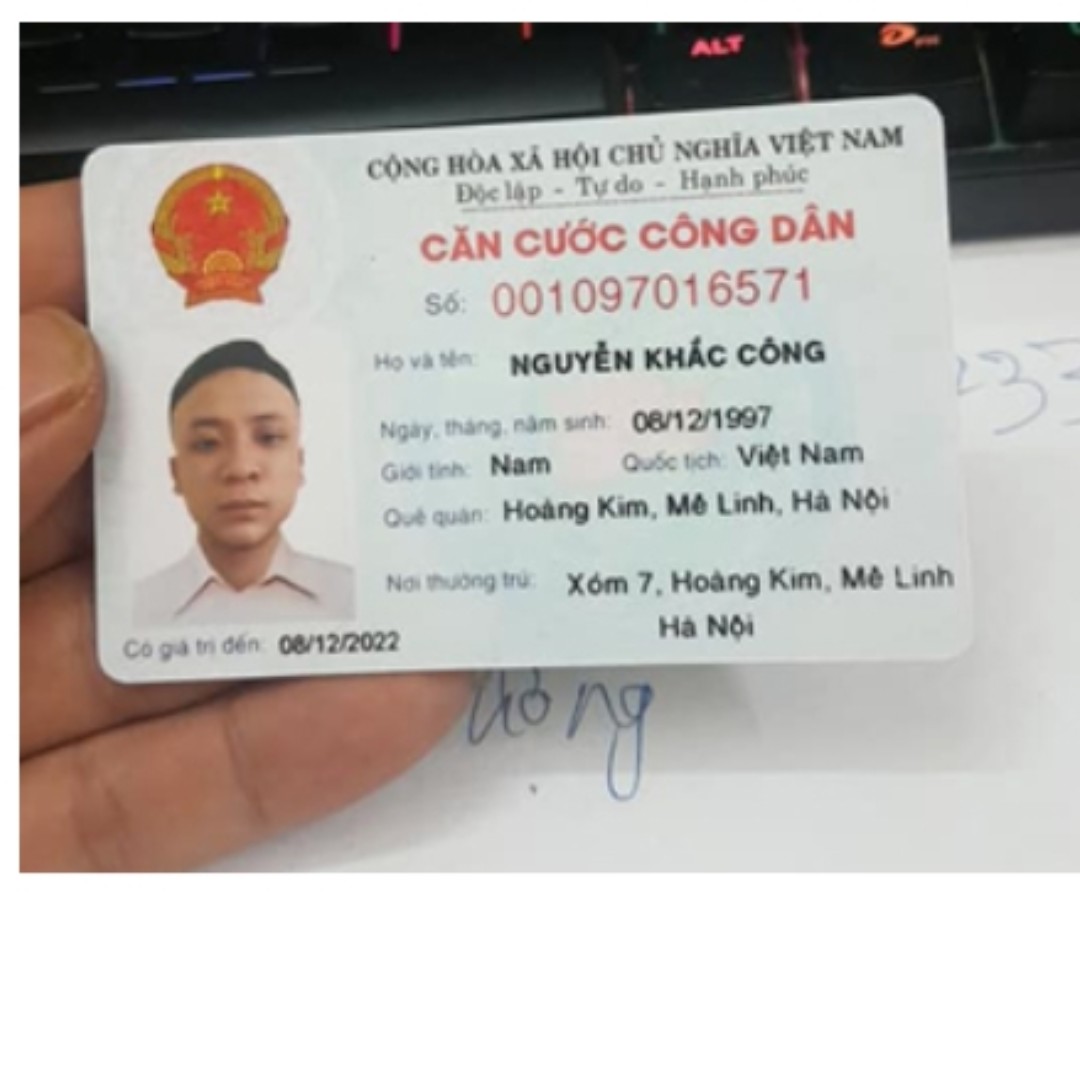 ALT
CỘNG HÒA XÃ HỘI CHỦ NGHĨA VIỆT NAM
Độc lập - Tự do - Hạnh phúc
CĂN CƯỚC CÔNG DÂN
Số: 001097016571
Họ và tên: NGUYỄN KHẮC CÔNG
Ngày, tháng, năm sinh: 08/12/1997
Giới tính: Nam Quốc tịch: Việt Nam
Quê quán: Hoàng Kim, Mê Linh, Hà Nội
Nơi thường trú: Xóm 7, Hoàng Kim, Mê Linh
Hà Nội
Có giá trị đến: 08/12/2022